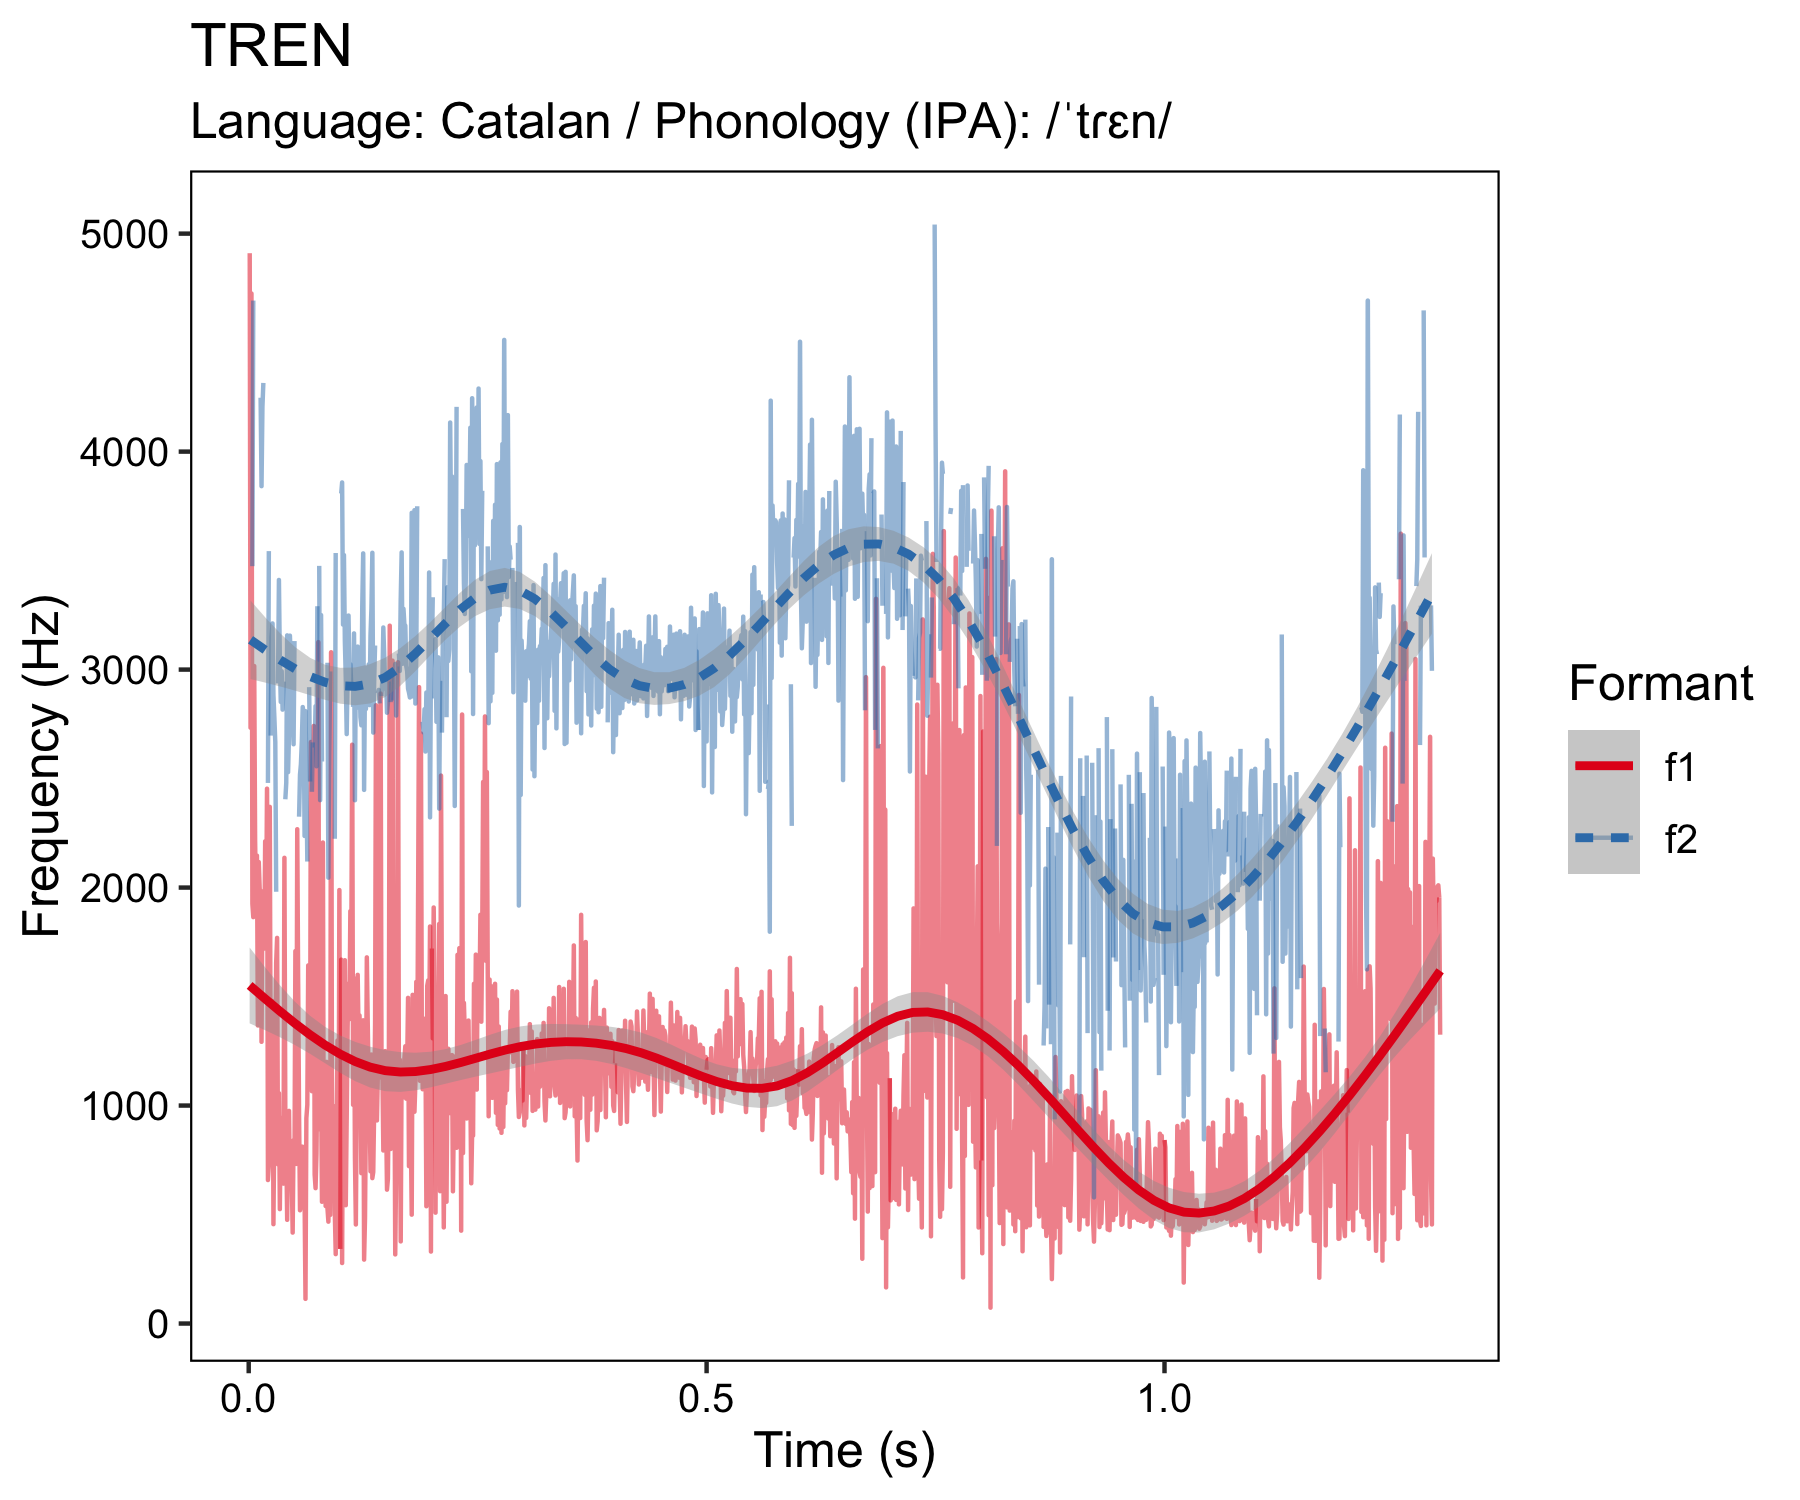 TREN
Language: Catalan / Phonology (IPA): /ˈtɾɛn/
Frequency (Hz)
5000
4000
3000
2000
1000
0
0.0 0.5 1.0
Time (s)
Formant
f1
f2